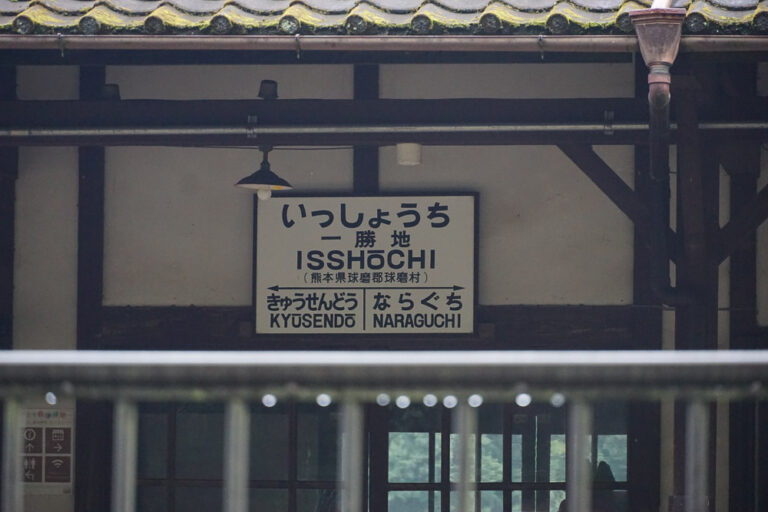 いっしょうち
一勝地
ISSHŌCHI
(熊本県球磨郡球磨村)
きゅうせんどう ならぐち
KYŪSENDŌ NARAGUCHI